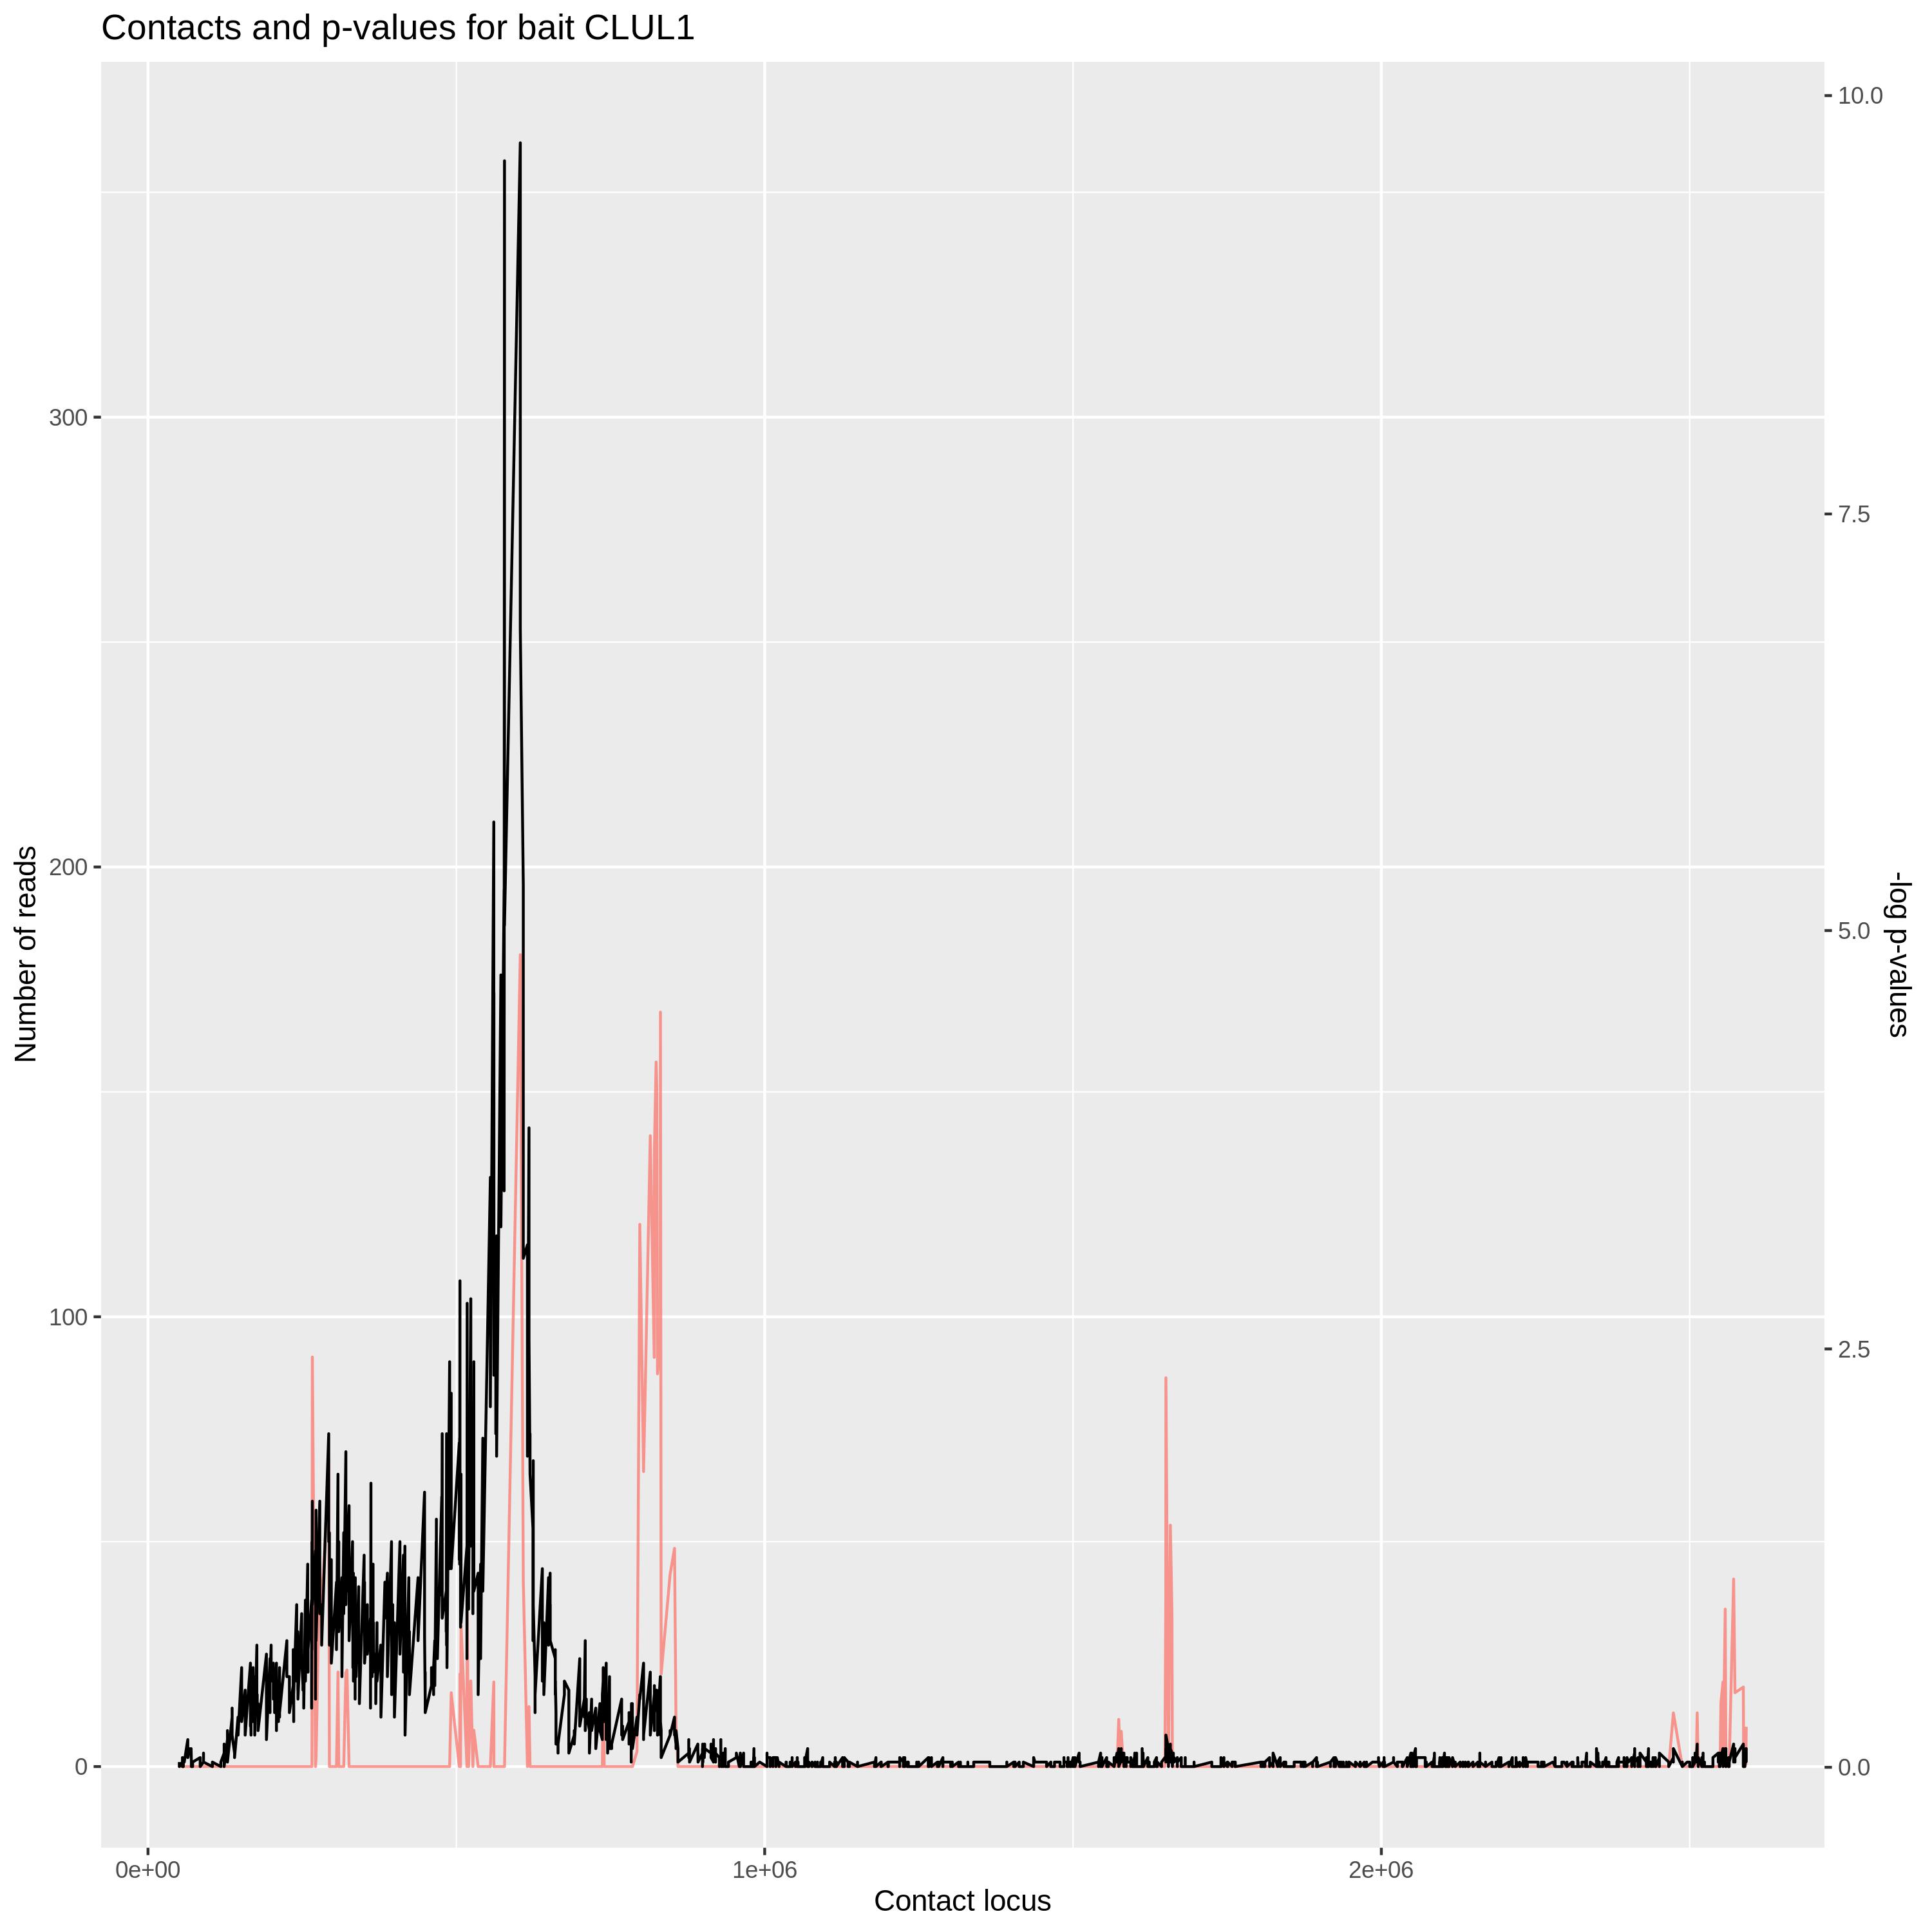 Contacts and p-values for bait CLUL1
Number of reads
300
200
100
0
10.0
7.5
5.0
2.5
0.0
-log p-values
0e+00
1e+06
2e+06
Contact locus